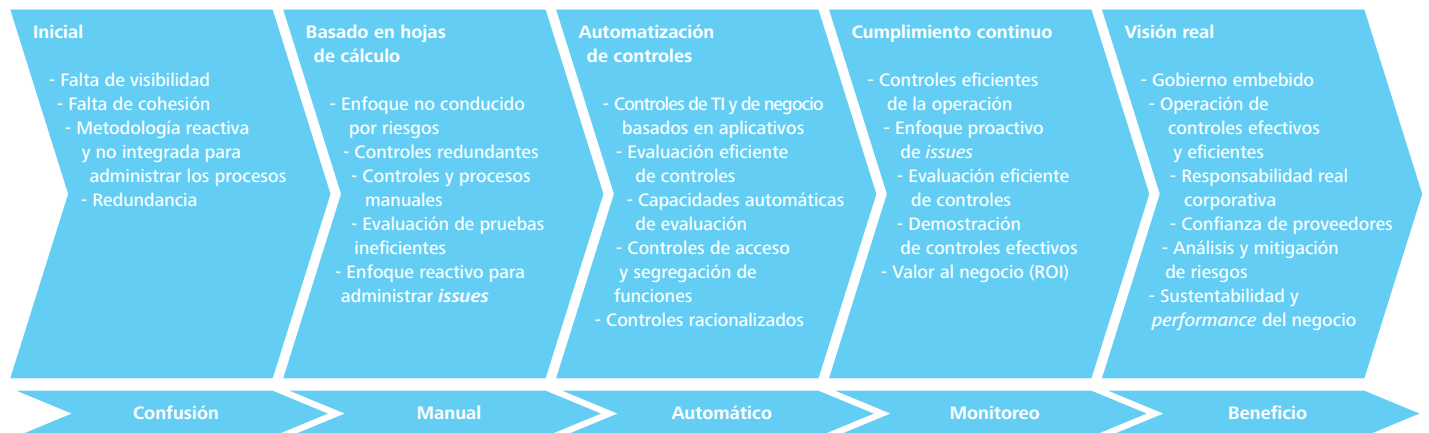 Inicial
- Falta de visibilidad
- Falta de cohesión
- Metodología reactiva
y no integrada para
administrar los procesos
- Redundancia
Basado en hojas
de cálculo
- Enfoque no conducido
por riesgos
- Controles redundantes
- Controles y procesos
manuales
- Evaluación de pruebas
ineficientes
- Enfoque reactivo para
administrar issues
Automatización
de controles
- Controles de TI y de negocio
basados en aplicativos
- Evaluación eficiente
de controles
- Capacidades automáticas
de evaluación
- Controles de acceso
y segregación de
funciones
- Controles racionalizados
Cumplimiento continuo
- Controles eficientes
de la operación
- Enfoque proactivo
de issues
- Evaluación eficiente
de controles
- Demostración
de controles efectivos
- Valor al negocio (ROI)
Visión real
- Gobierno embebido
- Operación de
controles efectivos
y eficientes
- Responsabilidad real
corporativa
- Confianza de proveedores
- Análisis y mitigación
de riesgos
- Sustentabilidad y
performance del negocio
Confusión
Manual
Automático
Monitoreo
Beneficio